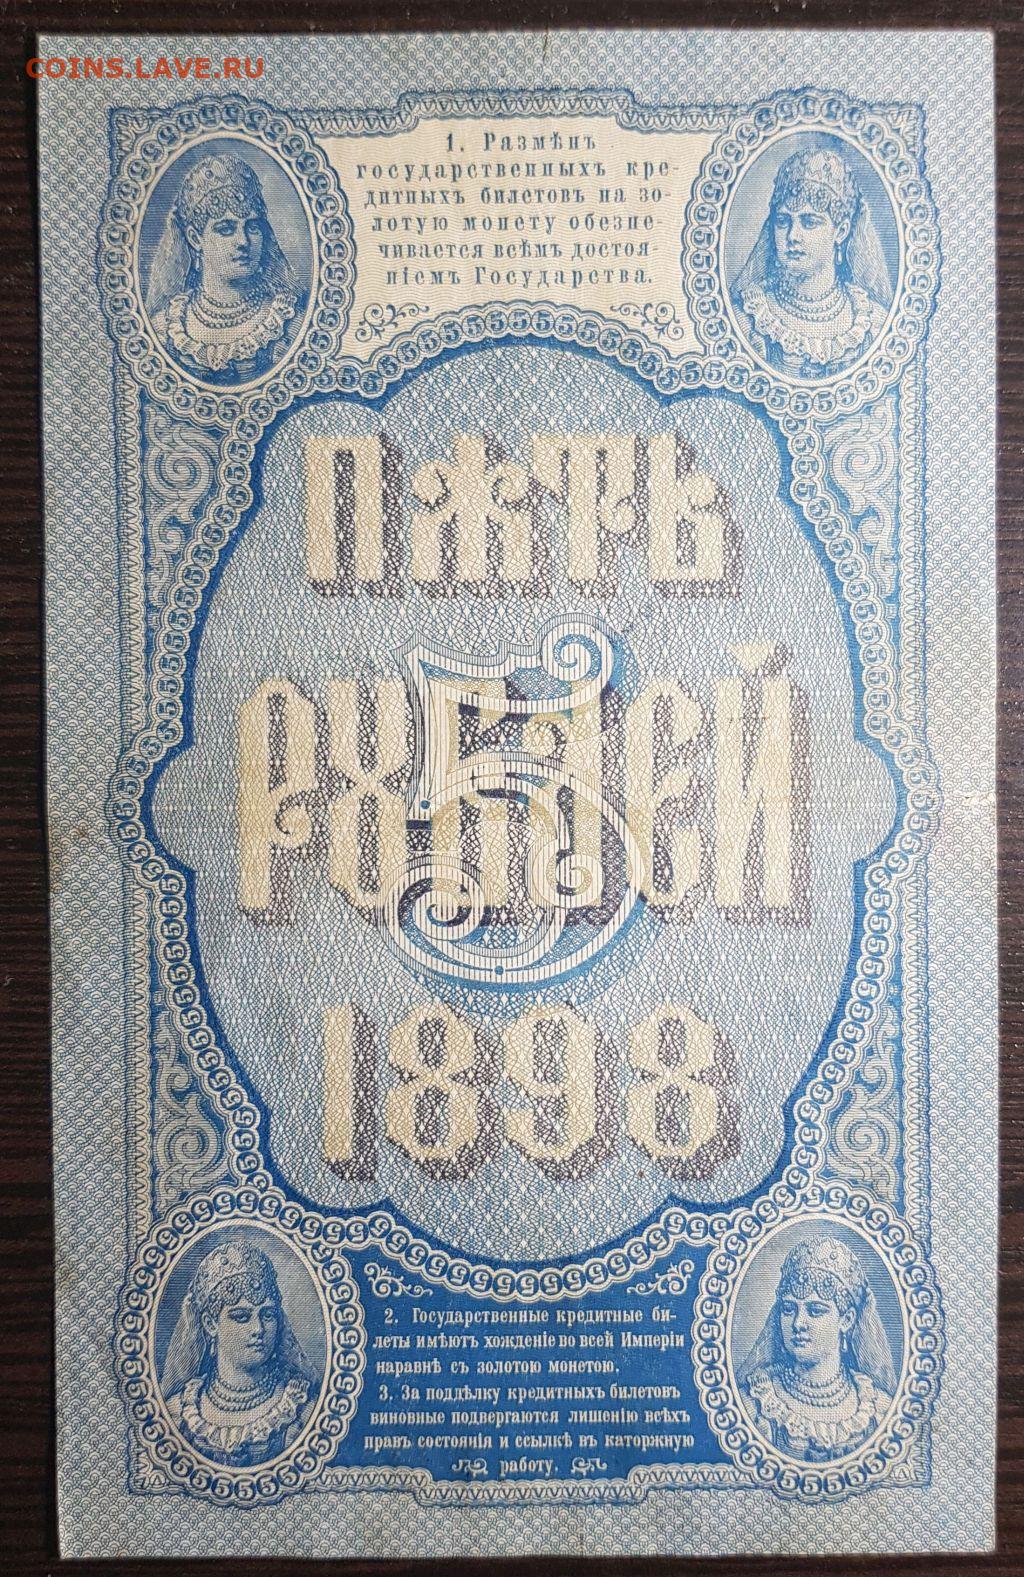 COINS.LAVE.RU
1. Размѣнъ
государственныхъ кре-
дитныхъ билетовъ на зо-
лотую монету обезпе-
чивается всѣмъ достоя-
ніемъ Государства.
ПѦТЬ
РУБЛЕЙ
5
1898
2. Государственные кредитные би-
леты имѣютъ хожденіе во всей Имперіи
наравнѣ съ золотою монетою.
3. За поддѣлку кредитныхъ билетовъ
виновные подвергаются лишенію всѣхъ
правъ состоянія и ссылкѣ въ каторжную
работу.